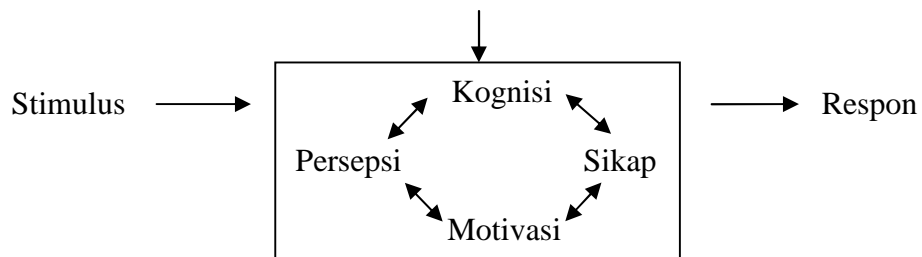 Kognisi
Stimulus
Respon
Persepsi
Sikap
Motivasi